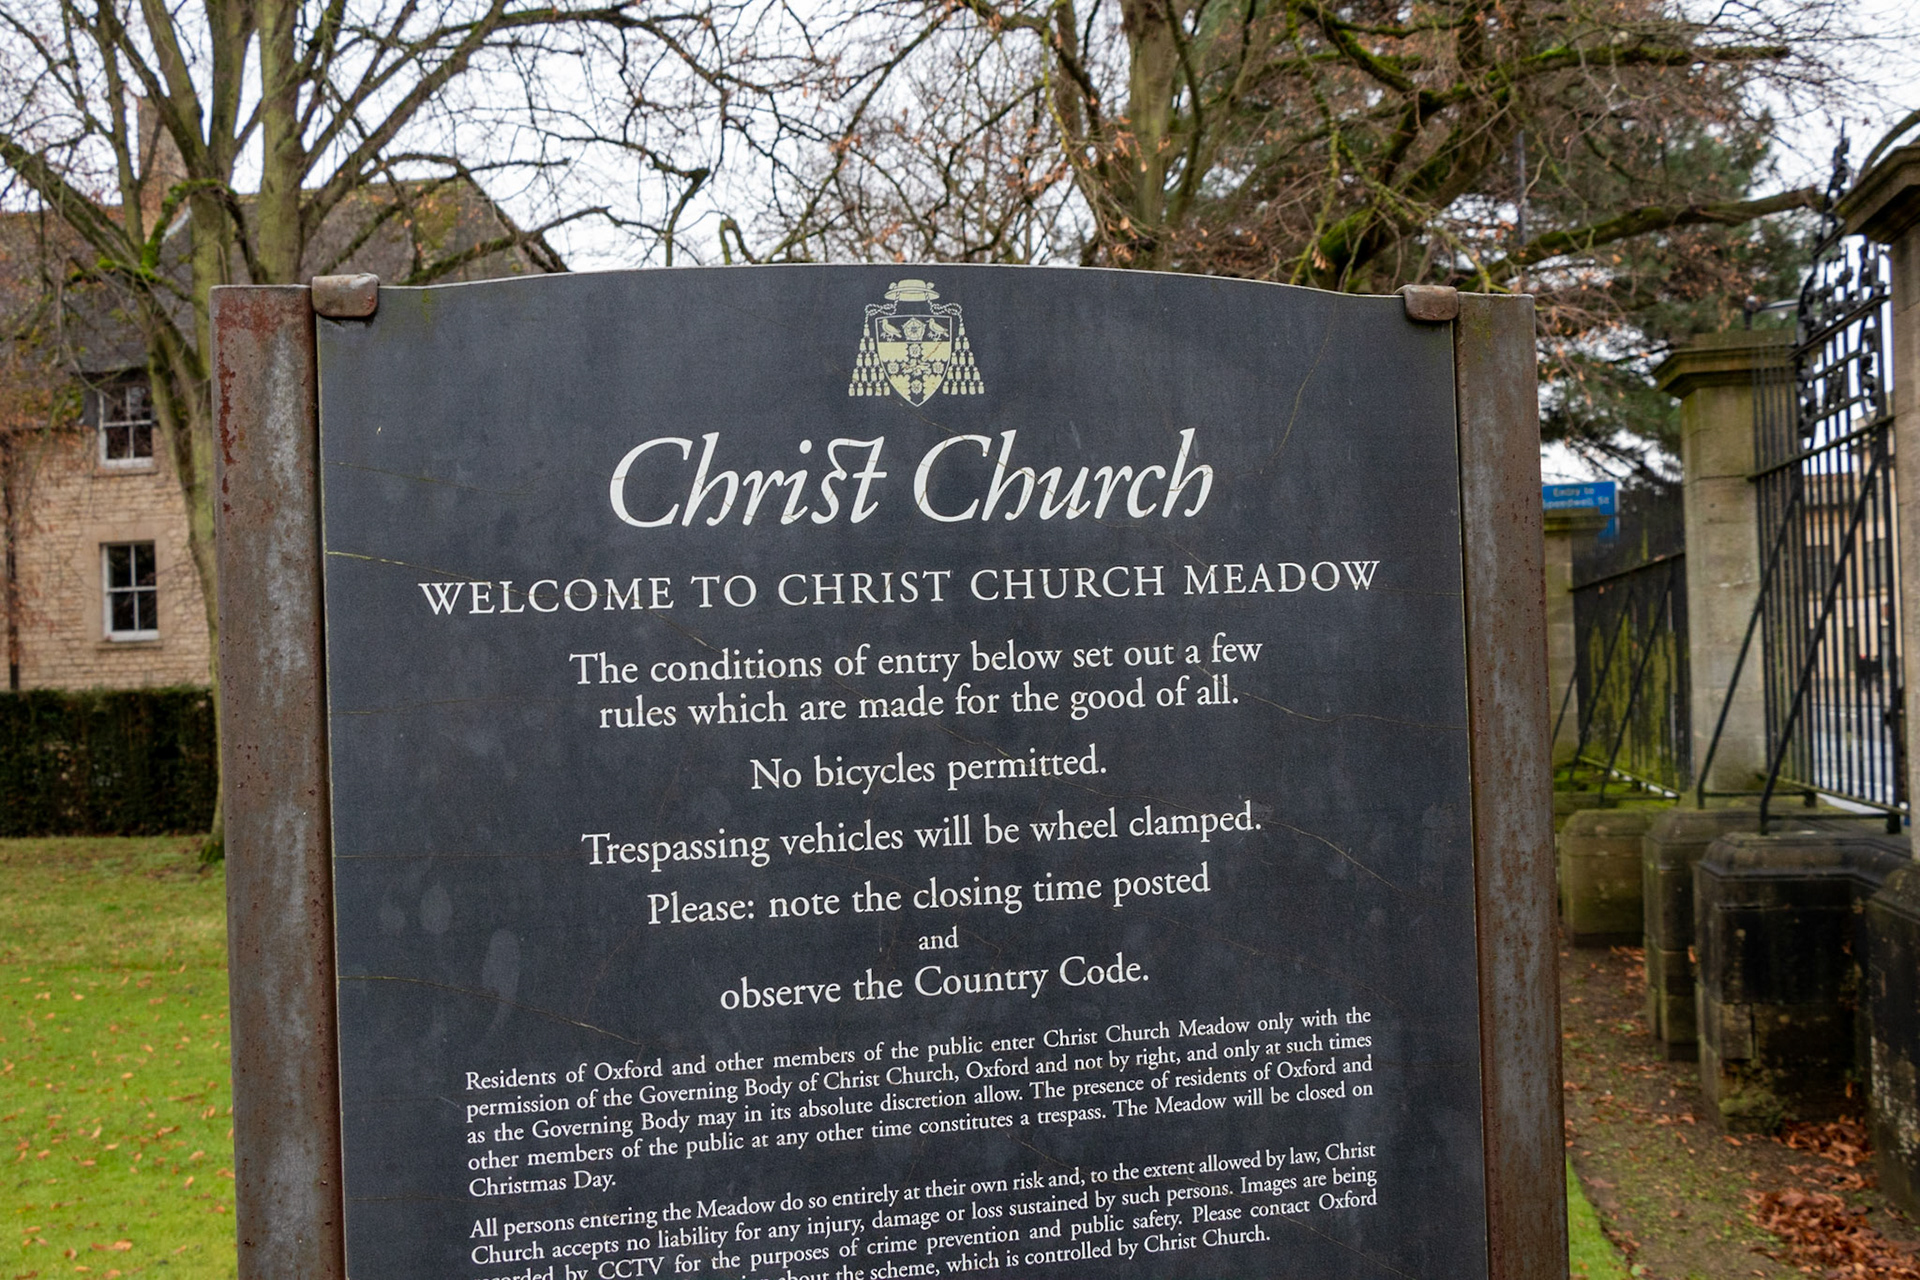 Christ Church
WELCOME TO CHRIST CHURCH MEADOW
The conditions of entry below set out a few
rules which are made for the good of all.
No bicycles permitted.
Trespassing vehicles will be wheel clamped.
Please: note the closing time posted
and
observe the Country Code.
Residents of Oxford and other members of the public enter Christ Church Meadow only with the
permission of the Governing Body of Christ Church, Oxford and not by right, and only at such times
as the Governing Body may in its absolute discretion allow. The presence of residents of Oxford and
other members of the public at any other time constitutes a trespass. The Meadow will be closed on
Christmas Day.
All persons entering the Meadow do so entirely at their own risk and, to the extent allowed by law, Christ
Church accepts no liability for any injury, damage or loss sustained by such persons. Images are being
recorded by CCTV for the purposes of crime prevention and public safety. Please contact Oxford
about the scheme, which is controlled by Christ Church.
Entry to
Speedwell St